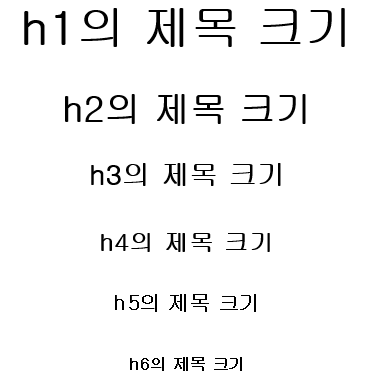 h1의 제목 크기
h2의 제목 크기
h3의 제목 크기
h4의 제목 크기
h5의 제목 크기
h6의 제목 크기